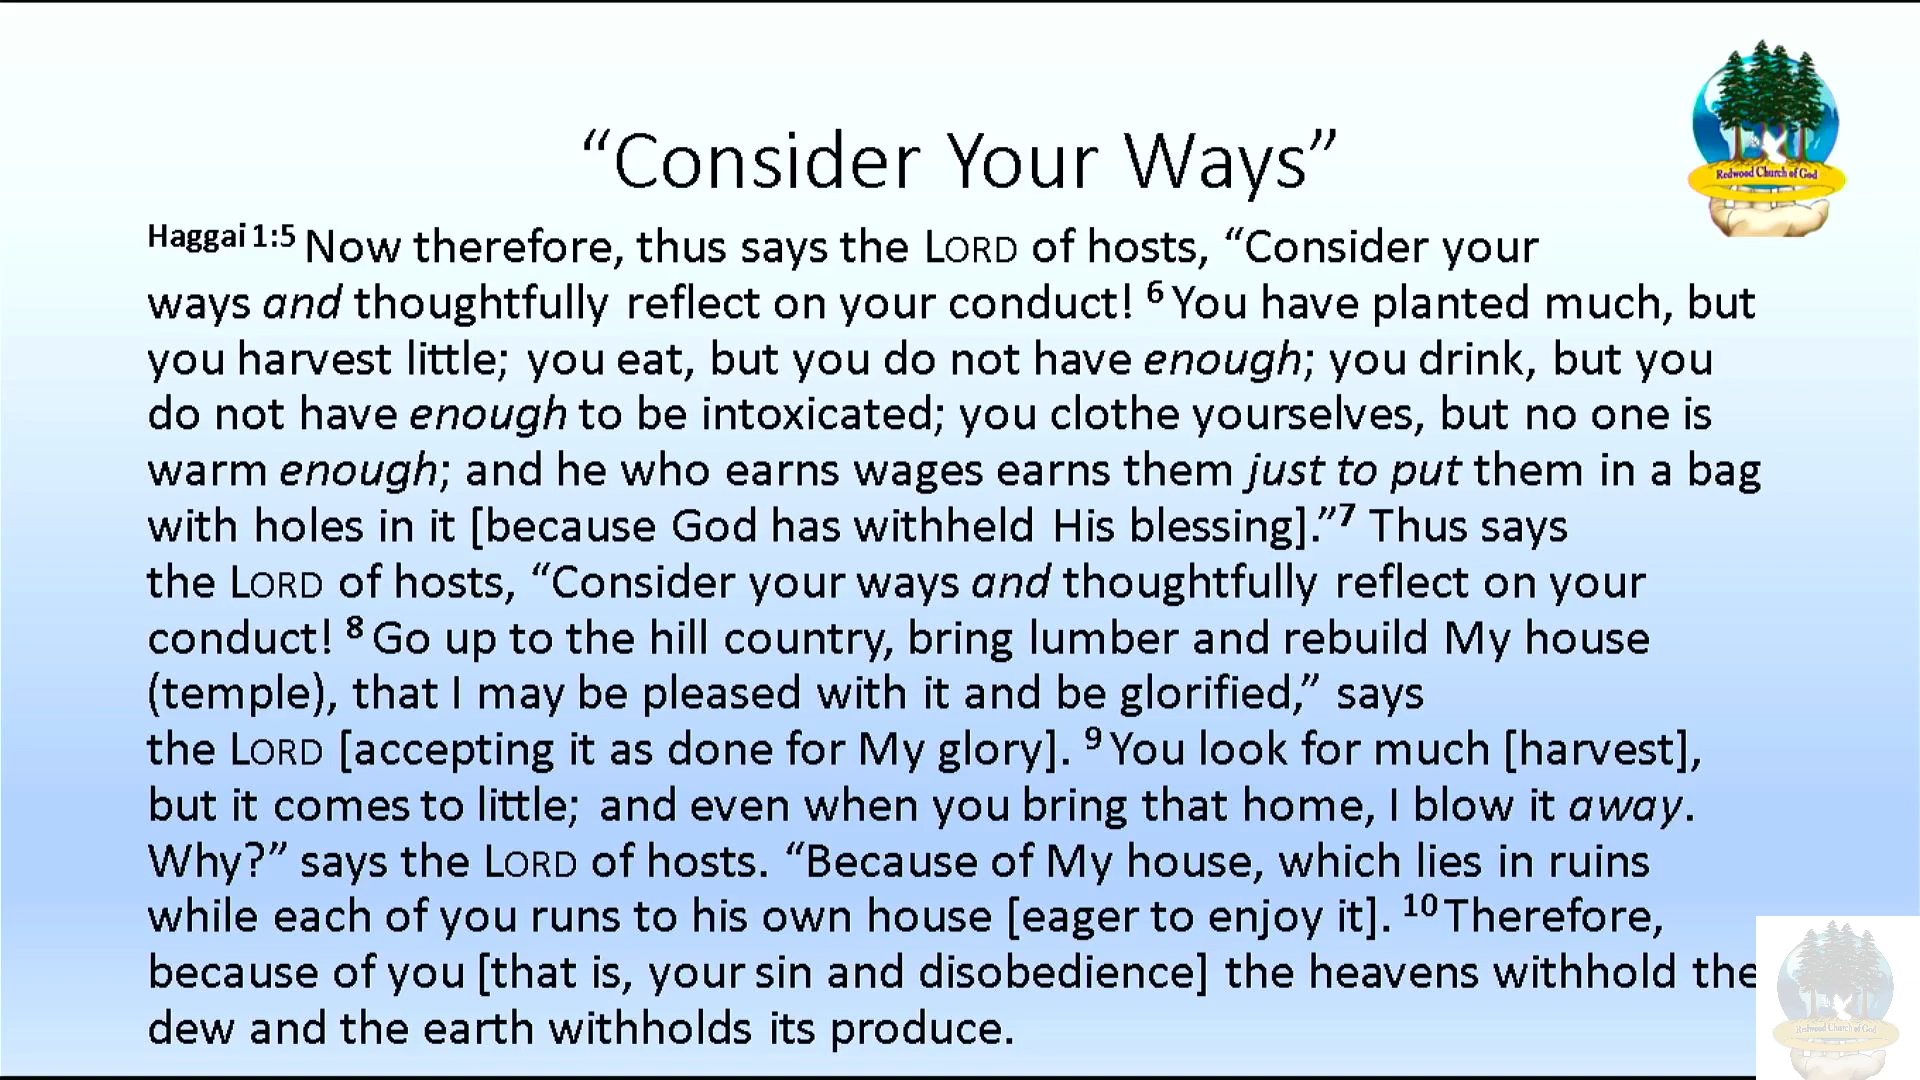 “Consider Your Ways”
Redwood Church of God
Haggai 1:5 Now therefore, thus says the LORD of hosts, “Consider your
ways and thoughtfully reflect on your conduct! 6 You have planted much, but
you harvest little; you eat, but you do not have enough; you drink, but you
do not have enough to be intoxicated; you clothe yourselves, but no one is
warm enough; and he who earns wages earns them just to put them in a bag
with holes in it [because God has withheld His blessing].”7 Thus says
the LORD of hosts, “Consider your ways and thoughtfully reflect on your
conduct! 8 Go up to the hill country, bring lumber and rebuild My house
(temple), that I may be pleased with it and be glorified,” says
the LORD [accepting it as done for My glory]. 9 You look for much [harvest],
but it comes to little; and even when you bring that home, I blow it away.
Why?” says the LORD of hosts. “Because of My house, which lies in ruins
while each of you runs to his own house [eager to enjoy it]. 10 Therefore,
because of you [that is, your sin and disobedience] the heavens withhold the
dew and the earth withholds its produce.
Redwood Church of God